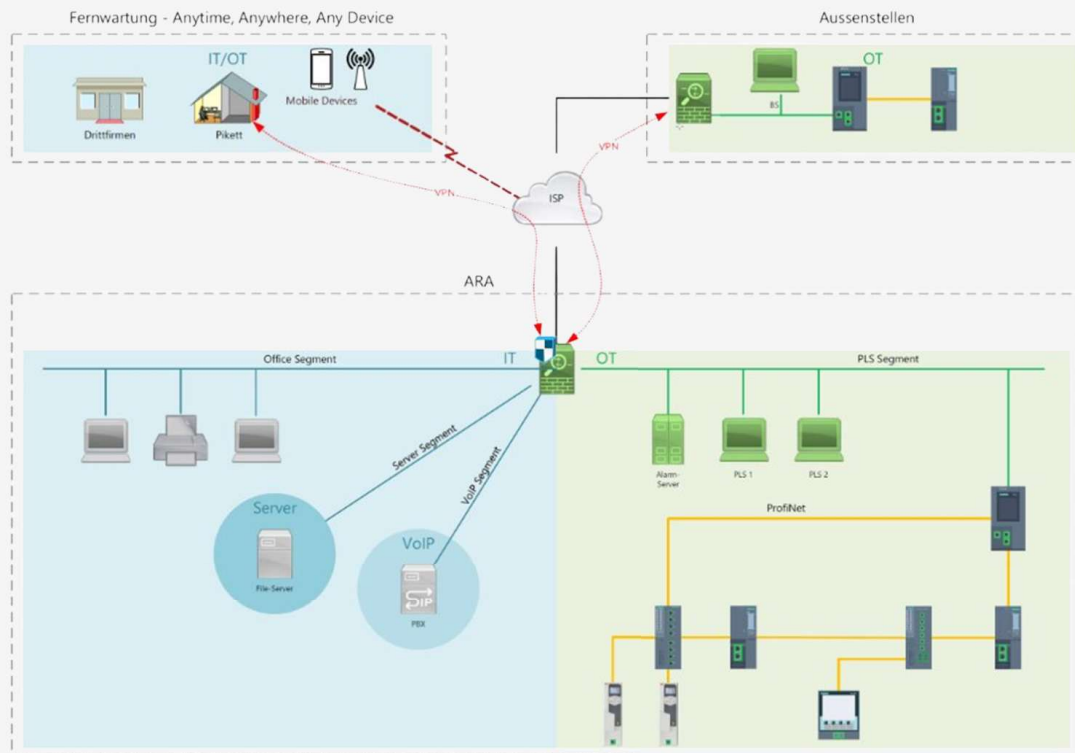 Fernwartung - Anytime, Anywhere, Any Device
Aussenstellen
IT/OT
OT
Drittfirmen
Pikett
Mobile Devices
BS
VPN
VPN
ISP
ARA
Office Segment
IT
OT
PLS Segment
Server Segment
VoIP Segment
Alarm-
Server
PLS 1
PLS 2
ProfiNet
Server
File-Server
VoIP
SIP
PBX